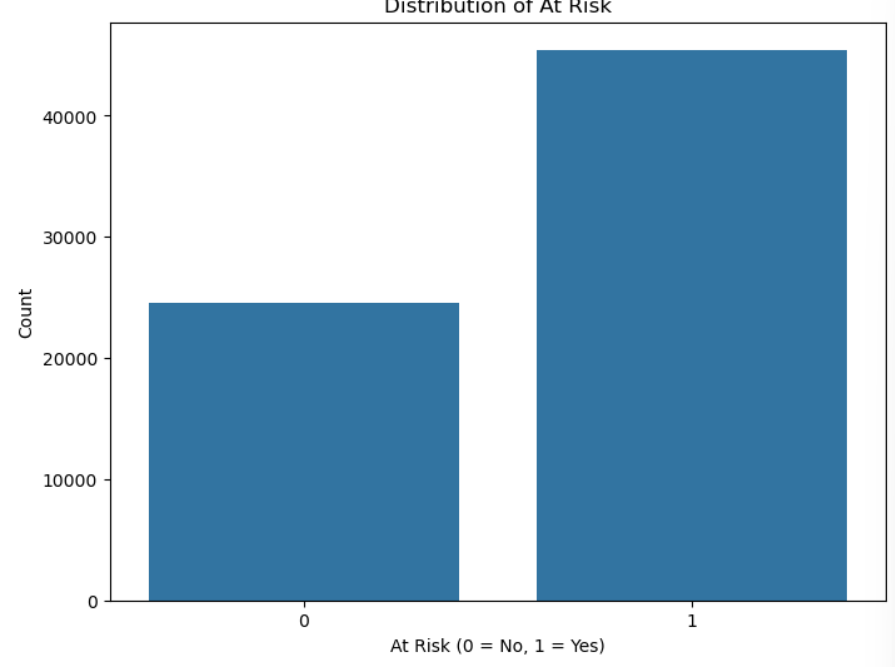 Distribution of At Risk
40000
30000
20000
10000
0
Count
0 1
At Risk (0 = No, 1 = Yes)